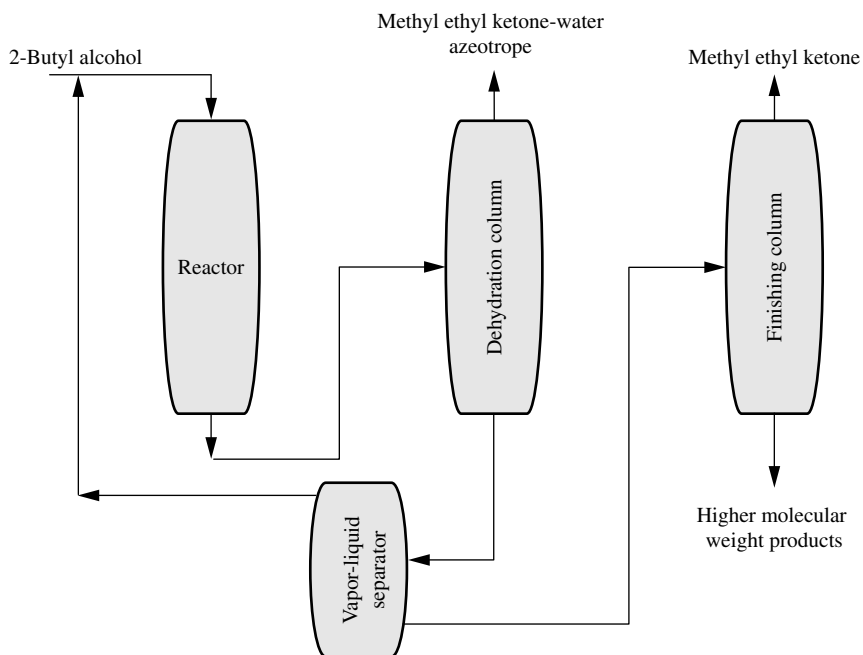 Methyl ethyl ketone-water
azeotrope
2-Butyl alcohol
Methyl ethyl ketone
Reactor
Dehydration column
Finishing column
Vapor-liquid
separator
Higher molecular
weight products